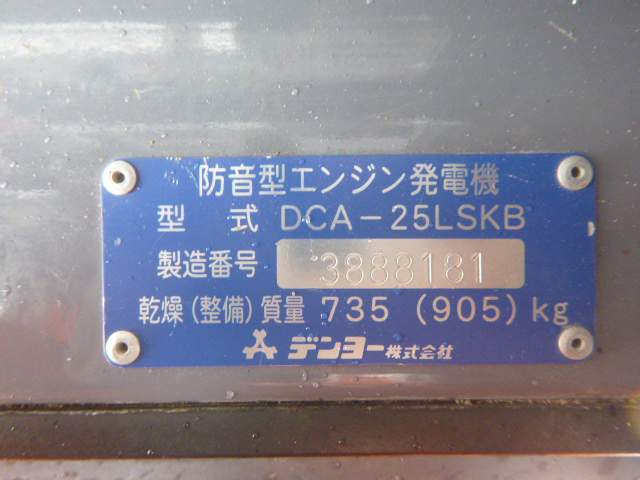 防音型エンジン発電機
型 式 DCA-25LSKB
製造番号 3888181
乾燥(整備)質量 735 (905) kg
デンヨー株式会社